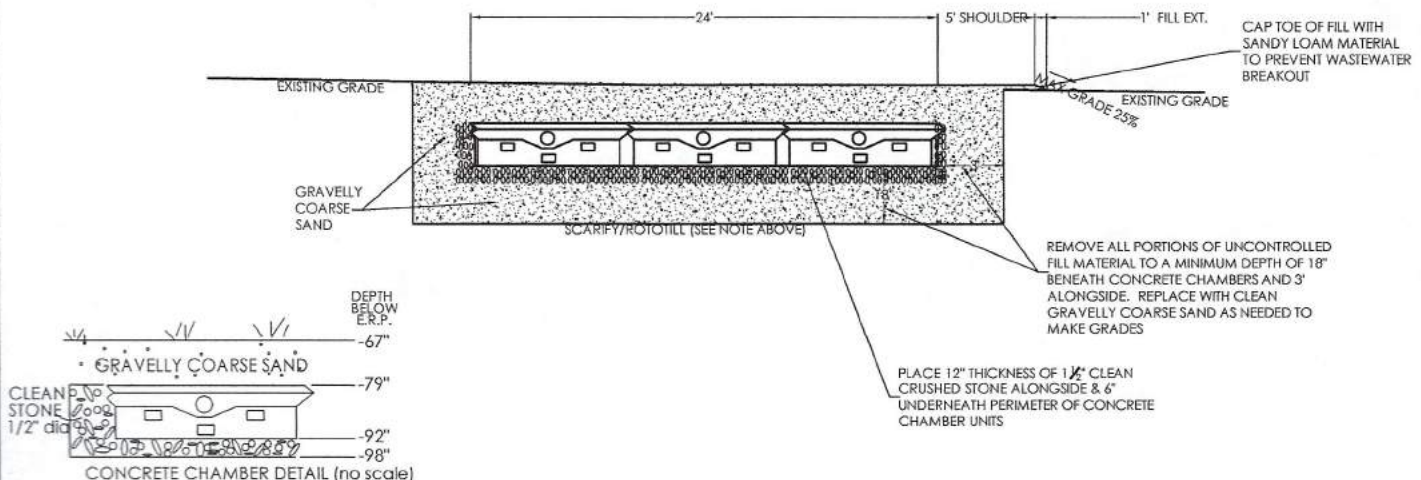 24'
5' SHOULDER
1' FILL EXT.
CAP TOE OF FILL WITH
SANDY LOAM MATERIAL
TO PREVENT WASTEWATER
BREAKOUT
EXISTING GRADE
MAX GRADE 25%
EXISTING GRADE
GRAVELLY
COARSE
SAND
SCARIFY/ROTOTILL (SEE NOTE ABOVE)
REMOVE ALL PORTIONS OF UNCONTROLLED
FILL MATERIAL TO A MINIMUM DEPTH OF 18"
BENEATH CONCRETE CHAMBERS AND 3'
ALONGSIDE. REPLACE WITH CLEAN
GRAVELLY COARSE SAND AS NEEDED TO
MAKE GRADES
PLACE 12" THICKNESS OF 1½" CLEAN
CRUSHED STONE ALONGSIDE & 6"
UNDERNEATH PERIMETER OF CONCRETE
CHAMBER UNITS
DEPTH
BELOW
E.R.P.
-67"
GRAVELLY COARSE SAND
-79"
CLEAN
STONE
1/2" dia
-92"
-98"
CONCRETE CHAMBER DETAIL (no scale)